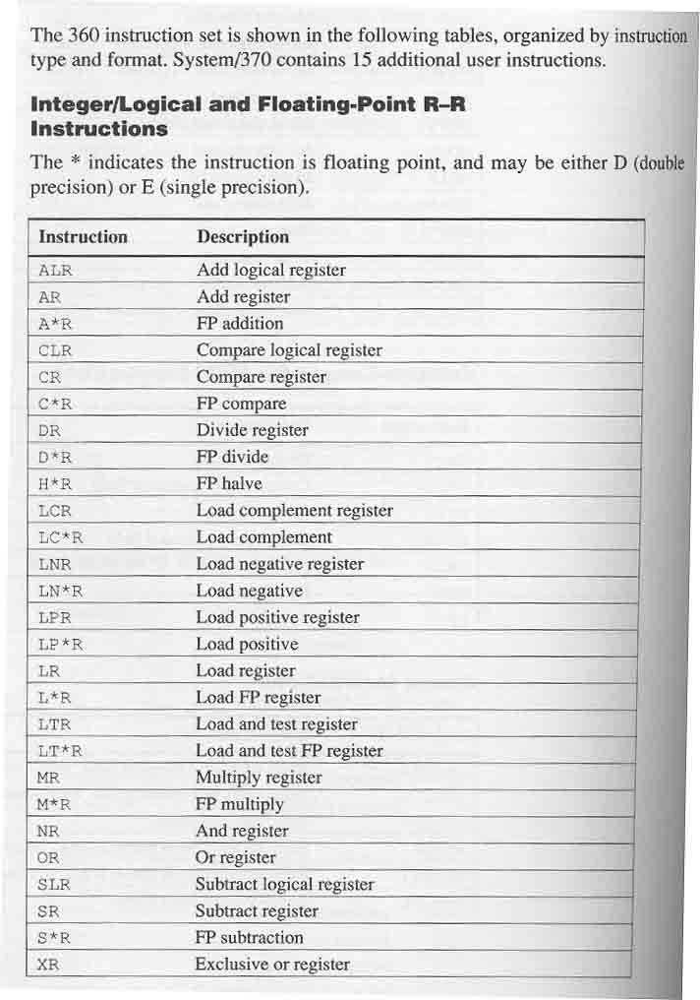 The 360 instruction set is shown in the following tables, organized by instruction
type and format. System/370 contains 15 additional user instructions.
Integer/Logical and Floating-Point R–R
Instructions
The * indicates the instruction is floating point, and may be either D (double
precision) or E (single precision).
Instruction Description
ALR Add logical register
AR Add register
A*R FP addition
CLR Compare logical register
CR Compare register
C*R FP compare
DR Divide register
D*R FP divide
H*R FP halve
LCR Load complement register
LC*R Load complement
LNR Load negative register
LN*R Load negative
LPR Load positive register
LP*R Load positive
LR Load register
L*R Load FP register
LTR Load and test register
LT*R Load and test FP register
MR Multiply register
M*R FP multiply
NR And register
OR Or register
SLR Subtract logical register
SR Subtract register
S*R FP subtraction
XR Exclusive or register